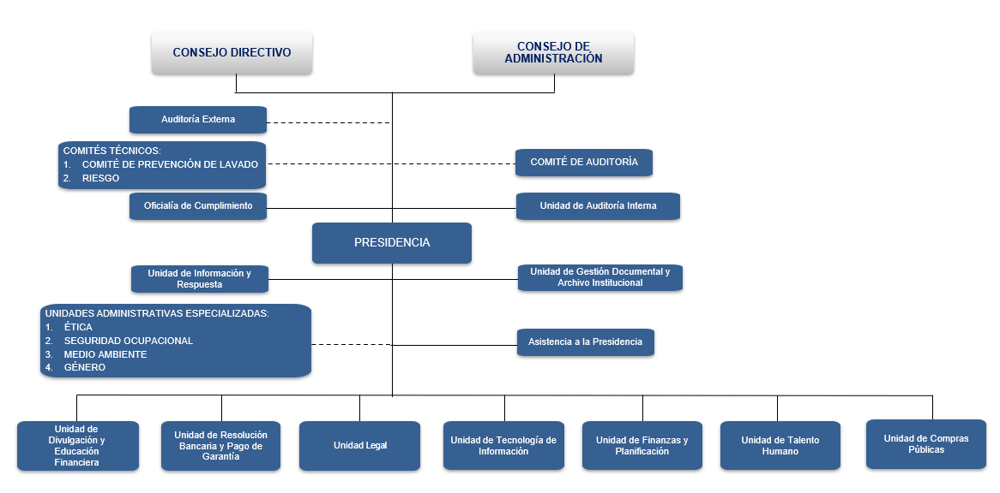 CONSEJO DIRECTIVO
CONSEJO DE
ADMINISTRACIÓN
Auditoría Externa
COMITÉS TÉCNICOS:
1. COMITÉ DE PREVENCIÓN DE LAVADO
2. RIESGO
COMITÉ DE AUDITORÍA
Oficialía de Cumplimiento
Unidad de Auditoría Interna
PRESIDENCIA
Unidad de Información y
Respuesta
Unidad de Gestión Documental y
Archivo Institucional
UNIDADES ADMINISTRATIVAS ESPECIALIZADAS:
1. ÉTICA
2. SEGURIDAD OCUPACIONAL
3. MEDIO AMBIENTE
4. GÉNERO
Asistencia a la Presidencia
Unidad de
Divulgación y
Educación
Financiera
Unidad de Resolución
Bancaria y Pago de
Garantía
Unidad Legal
Unidad de Tecnología de
Información
Unidad de Finanzas y
Planificación
Unidad de Talento
Humano
Unidad de Compras
Públicas